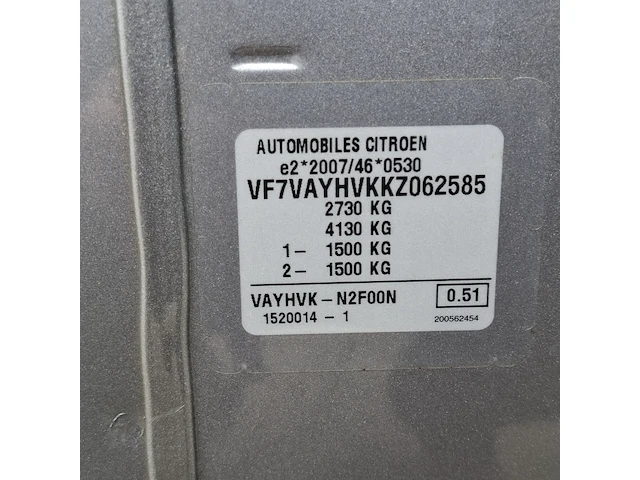 AUTOMOBILES CITROEN
e2*2007/46*0530
VF7VAYHVKKZ062585
2730 KG
4130 KG
1- 1500 KG
2- 1500 KG
VAYHVK-N2F00N 0.51
1520014-1 200562454